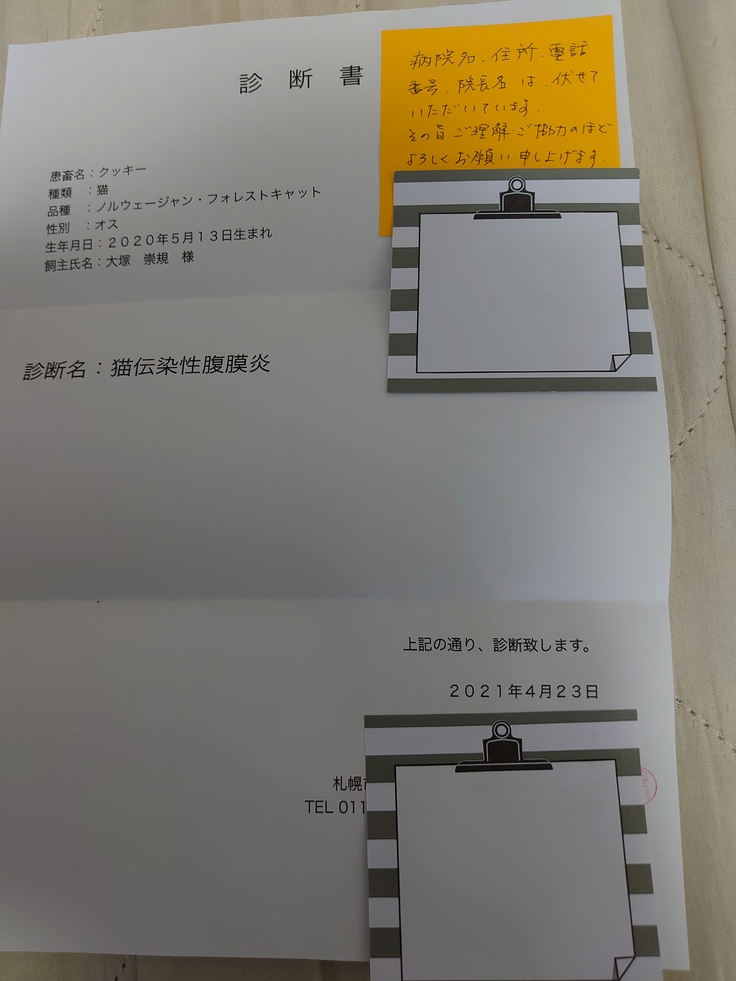 診断書
病院名、住所、電話
番号、院長名は、伏せて
いただいています。
その旨ご理解・ご協力のほど
よろしくお願い申し上げます。
患畜名：クッキー
種類　：猫
品種　：ノルウェージャン・フォレストキャット
性別　：オス
生年月日：２０２０年５月１３日生まれ
飼主氏名：大塚　崇規　様
診断名：猫伝染性腹膜炎
上記の通り、診断致します。
２０２１年４月２３日
札幌
TEL 011